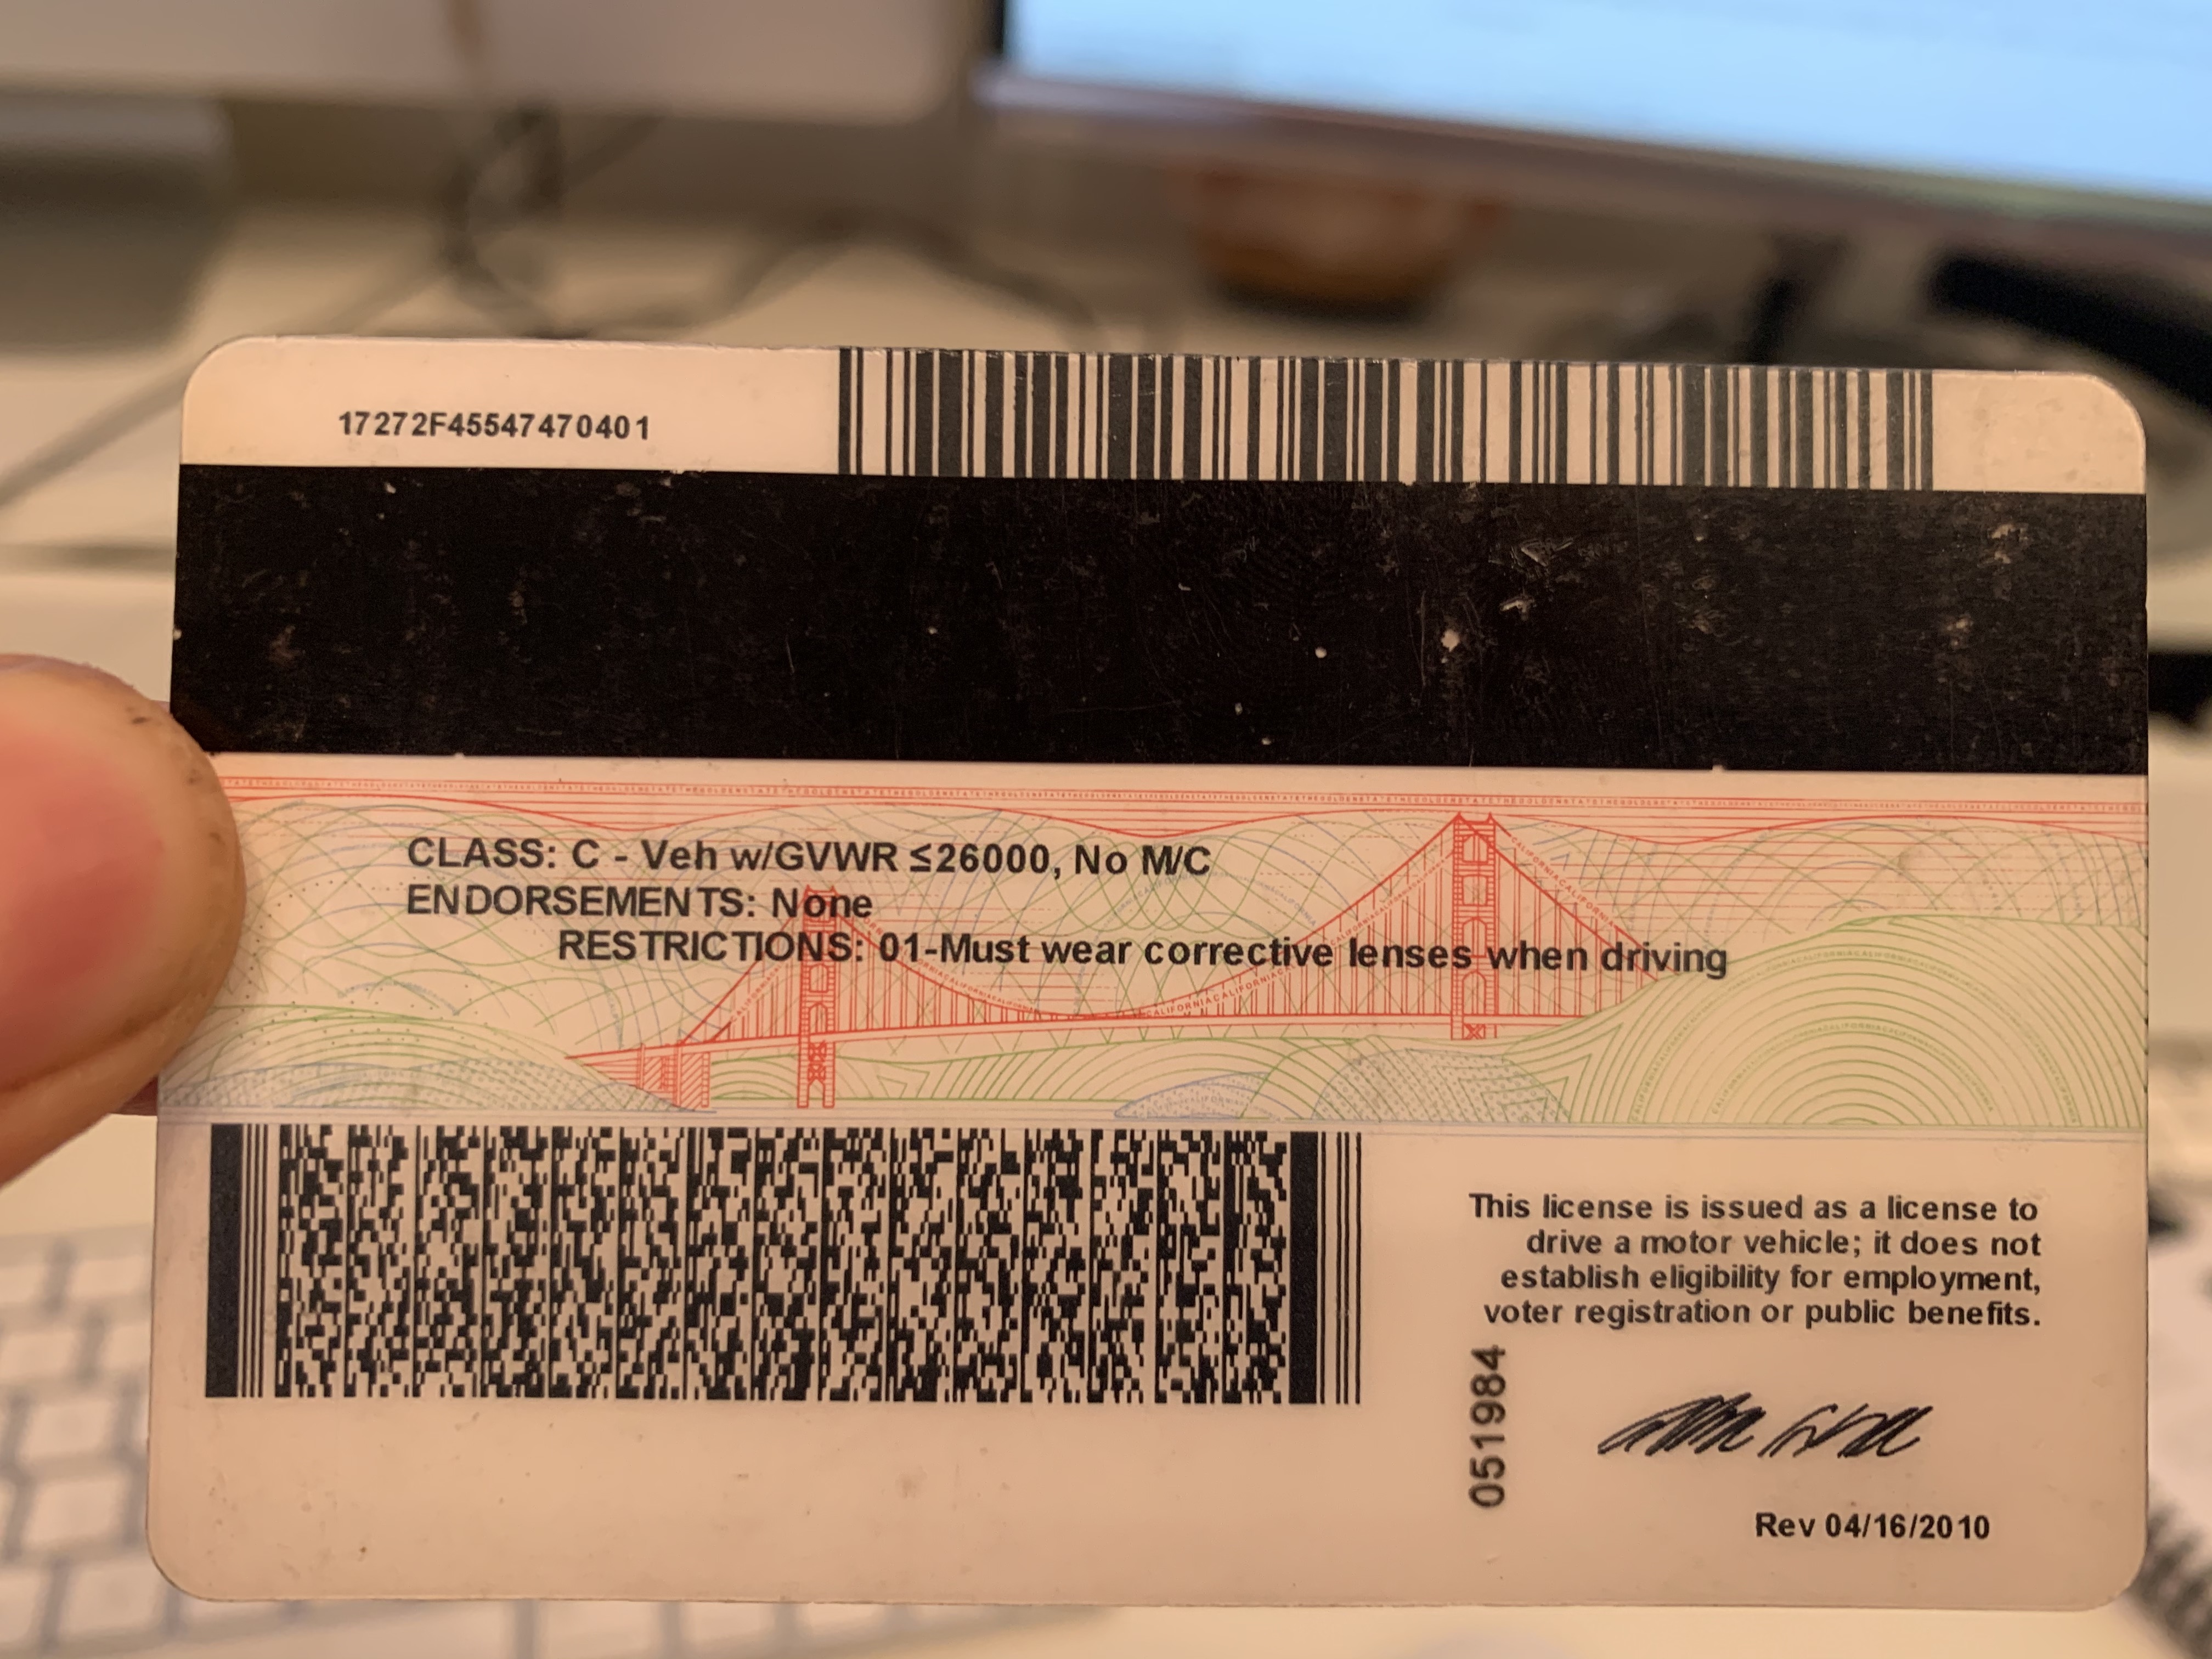 17272F45547470401
CLASS: C - Veh w/GVWR ≤26000, No M/C
ENDORSEMENTS: None
RESTRICTIONS: 01-Must wear corrective lenses when driving
This license is issued as a license to
drive a motor vehicle; it does not
establish eligibility for employment,
voter registration or public benefits.
051984
Rev 04/16/2010